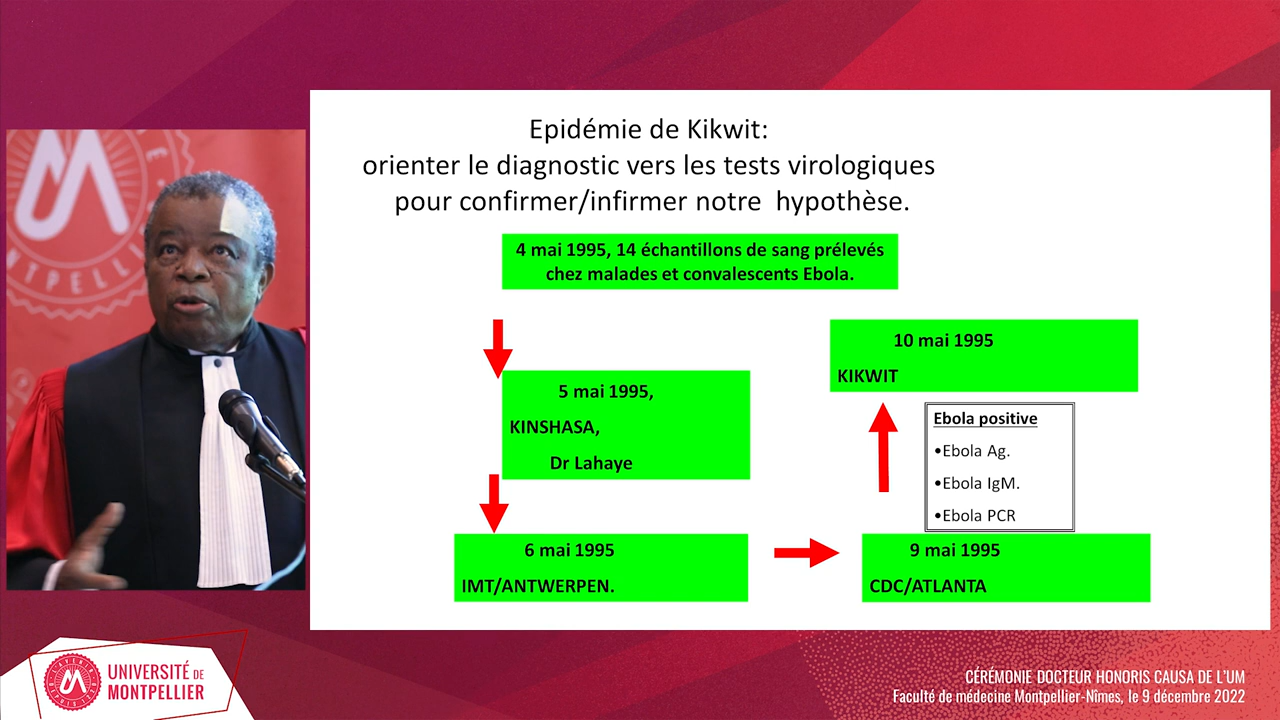 Epidémie de Kikwit:
orienter le diagnostic vers les tests virologiques
pour confirmer/infirmer notre hypothèse.
4 mai 1995, 14 échantillons de sang prélevés
chez malades et convalescents Ebola.
5 mai 1995,
KINSHASA,
Dr Lahaye
6 mai 1995
IMT/ANTWERPEN.
9 mai 1995
CDC/ATLANTA
Ebola positive
•Ebola Ag.
•Ebola IgM.
•Ebola PCR
10 mai 1995
KIKWIT
UNIVERSITÉ DE
MONTPELLIER
CÉRÉMONIE DOCTEUR HONORIS CAUSA DE L'UM
Faculté de médecine Montpellier-Nîmes, le 9 décembre 2022